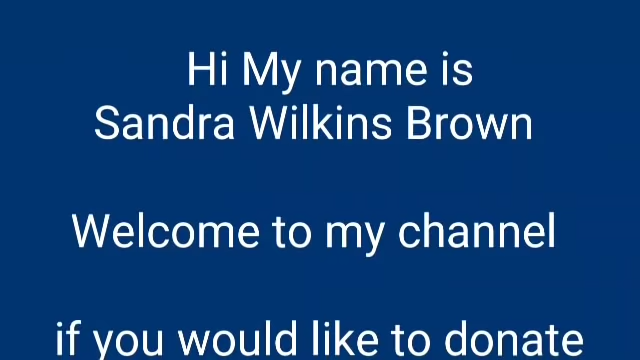 Hi My name is
Sandra Wilkins Brown
Welcome to my channel
if you would like to donate